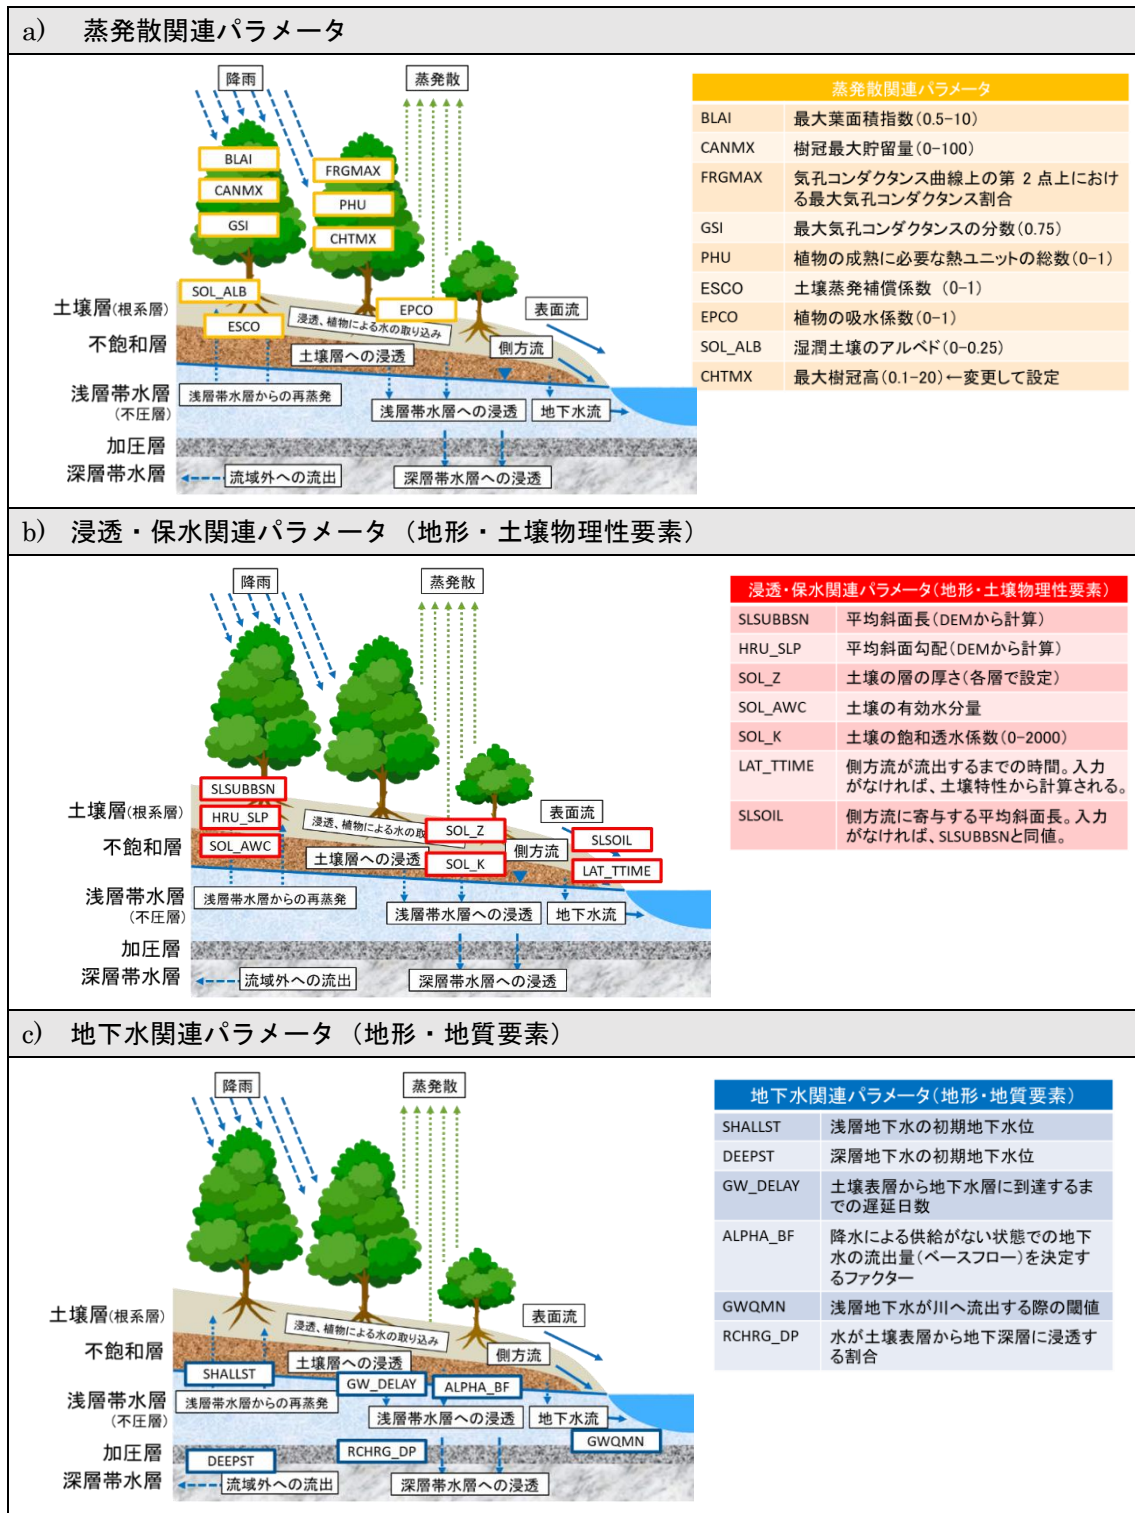 a) 蒸発散関連パラメータ
降雨
蒸発散
BLAI
CANMX
GSI
FRGMAX
PHU
CHTMX
SOL_ALB
ESCO
EPCO
土壌層(根系層)
浸透、植物による水の取り込み
表面流
不飽和層
土壌層への浸透
側方流
浅層帯水層
(不圧層)
浅層帯水層からの再蒸発
浅層帯水層への浸透
地下水流
加圧層
深層帯水層
流域外への流出
深層帯水層への浸透
蒸発散関連パラメータ
BLAI 最大葉面積指数(0.5-10)
CANMX 樹冠最大貯留量(0-100)
FRGMAX 気孔コンダクタンス曲線上の第 2 点上におけ
る最大気孔コンダクタンス割合
GSI 最大気孔コンダクタンスの分数(0.75)
PHU 植物の成熟に必要な熱ユニットの総数(0-1)
ESCO 土壌蒸発補償係数 (0-1)
EPCO 植物の吸水係数(0-1)
SOL_ALB 湿潤土壌のアルベド(0-0.25)
CHTMX 最大樹冠高(0.1-20)←変更して設定
b) 浸透・保水関連パラメータ（地形・土壌物理性要素）
降雨
蒸発散
SLSUBBSN
HRU_SLP
SOL_AWC
SOL_Z
SOL_K
SLSOIL
LAT_TTIME
土壌層(根系層)
浸透、植物による水の取
表面流
不飽和層
土壌層への浸透
側方流
浅層帯水層
(不圧層)
浅層帯水層からの再蒸発
浅層帯水層への浸透
地下水流
加圧層
深層帯水層
流域外への流出
深層帯水層への浸透
浸透・保水関連パラメータ(地形・土壌物理性要素)
SLSUBBSN 平均斜面長(DEMから計算)
HRU_SLP 平均斜面勾配(DEMから計算)
SOL_Z 土壌の層の厚さ(各層で設定)
SOL_AWC 土壌の有効水分量
SOL_K 土壌の飽和透水係数(0-2000)
LAT_TTIME 側方流が流出するまでの時間。入力
がなければ、土壌特性から計算される。
SLSOIL 側方流に寄与する平均斜面長。入力
がなければ、SLSUBBSNと同値。
c) 地下水関連パラメータ（地形・地質要素）
降雨
蒸発散
土壌層(根系層)
浸透、植物による水の取り込み
表面流
不飽和層
土壌層への浸透
側方流
SHALLST
GW_DELAY
ALPHA_BF
浅層帯水層
(不圧層)
浅層帯水層からの再蒸発
浅層帯水層への浸透
地下水流
GWQMN
加圧層
DEEPST
RCHRG_DP
深層帯水層
流域外への流出
深層帯水層への浸透
地下水関連パラメータ(地形・地質要素)
SHALLST 浅層地下水の初期地下水位
DEEPST 深層地下水の初期地下水位
GW_DELAY 土壌表層から地下水層に到達するま
での遅延日数
ALPHA_BF 降水による供給がない状態での地下
水の流出量(ベースフロー)を決定す
るファクター
GWQMN 浅層地下水が川へ流出する際の閾値
RCHRG_DP 水が土壌表層から地下深層に浸透す
る割合